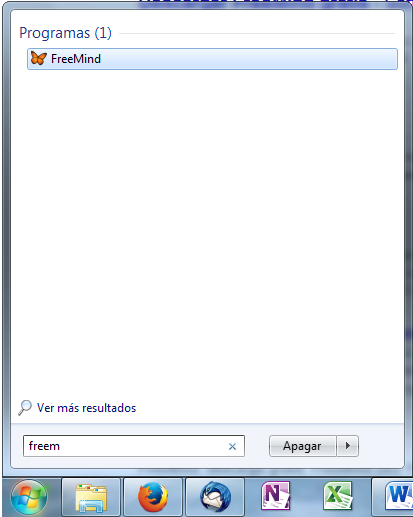 Programas (1)
FreeMind
Ver más resultados
freem
Apagar
N
X
W